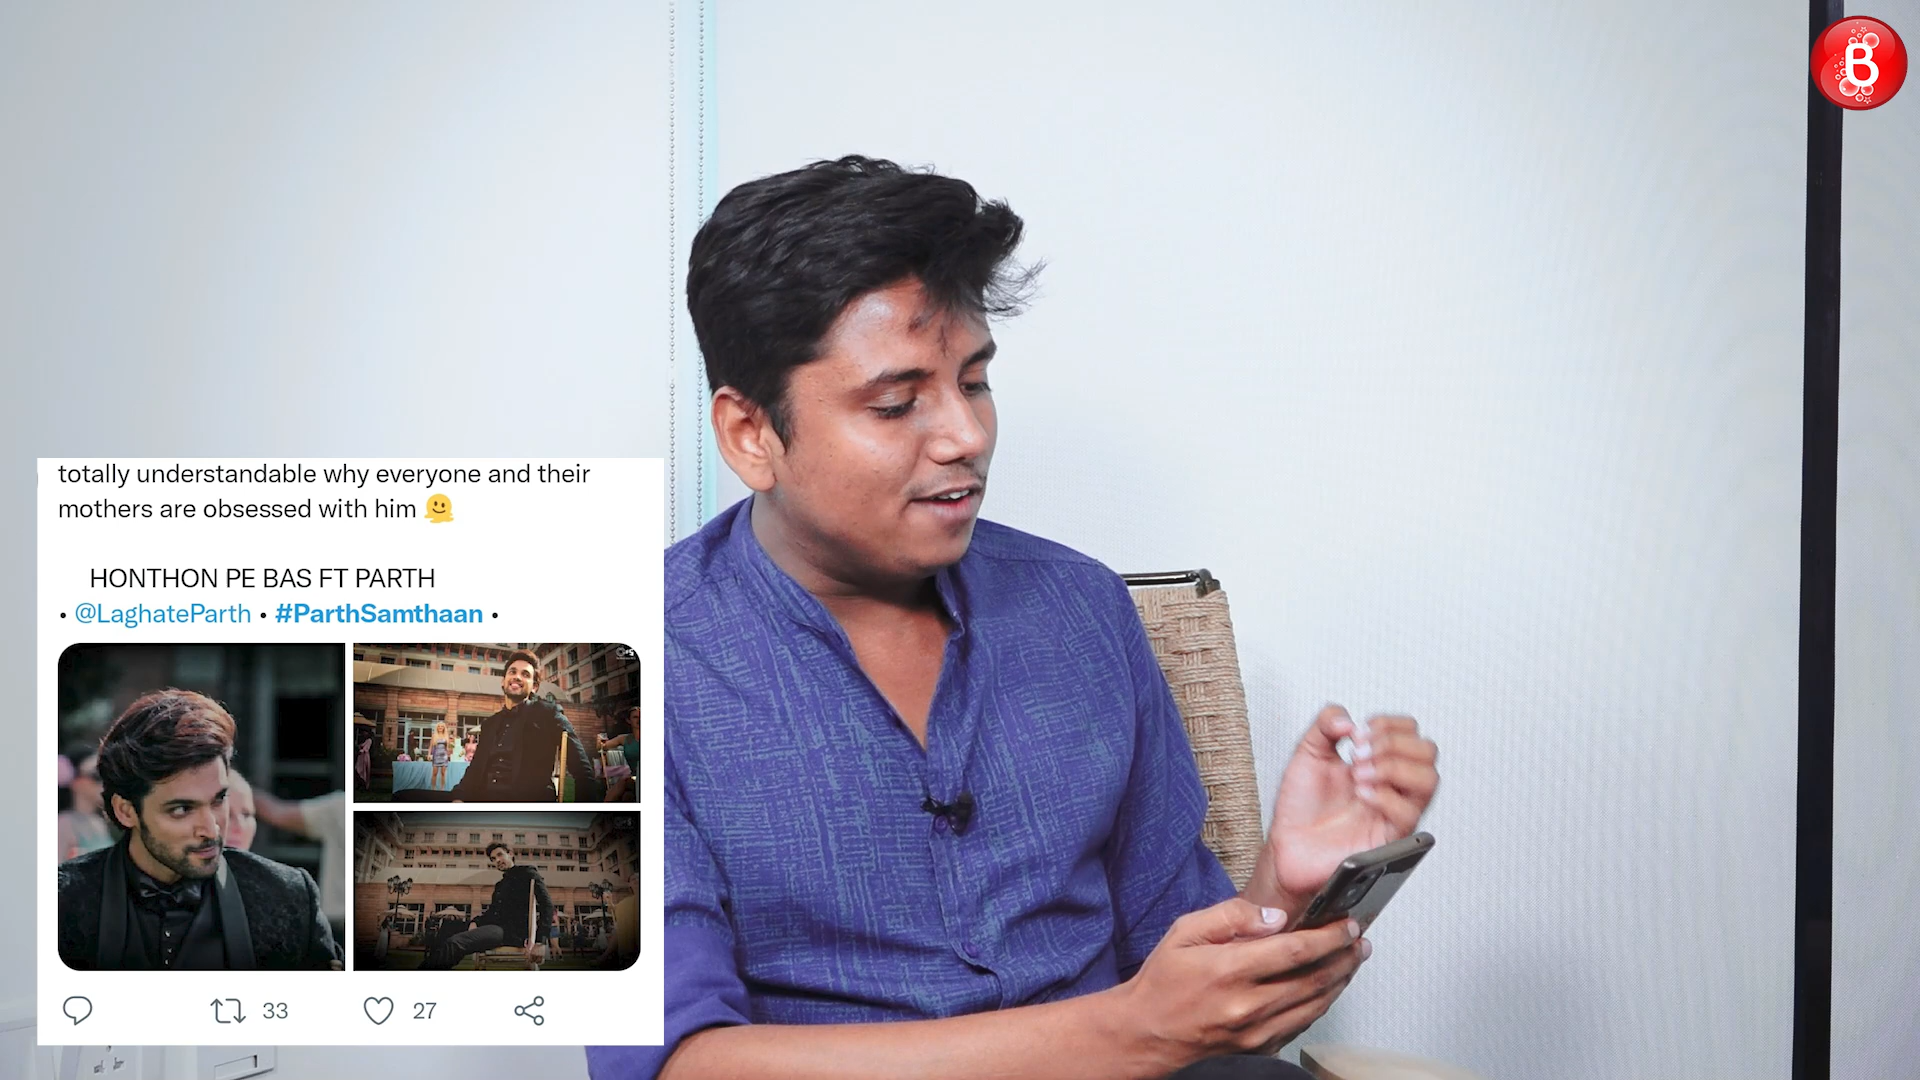 B
totally understandable why everyone and their
mothers are obsessed with him 🫠
HONTHON PE BAS FT PARTH
• @LaghateParth • #ParthSamthaan •
33 27